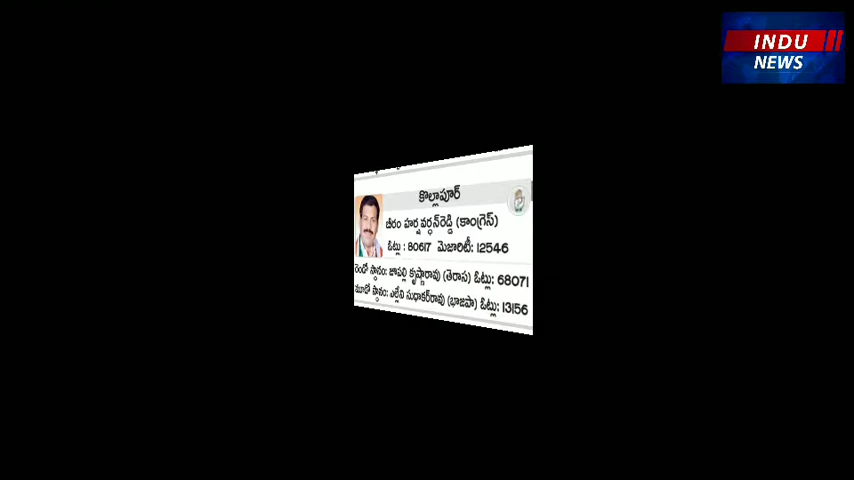 INDU
NEWS
కొల్లాపూర్
బీరం హర్షవర్ధన్‌రెడ్డి (కాంగ్రెస్)
ఓట్లు : 80617 మెజారిటీ: 12546
రెండో స్థానం: జూపల్లి కృష్ణారావు (తెరాస) ఓట్లు: 68071
మూడో స్థానం: ఎల్లేని సుధాకర్‌రావు (భాజపా) ఓట్లు: 13156